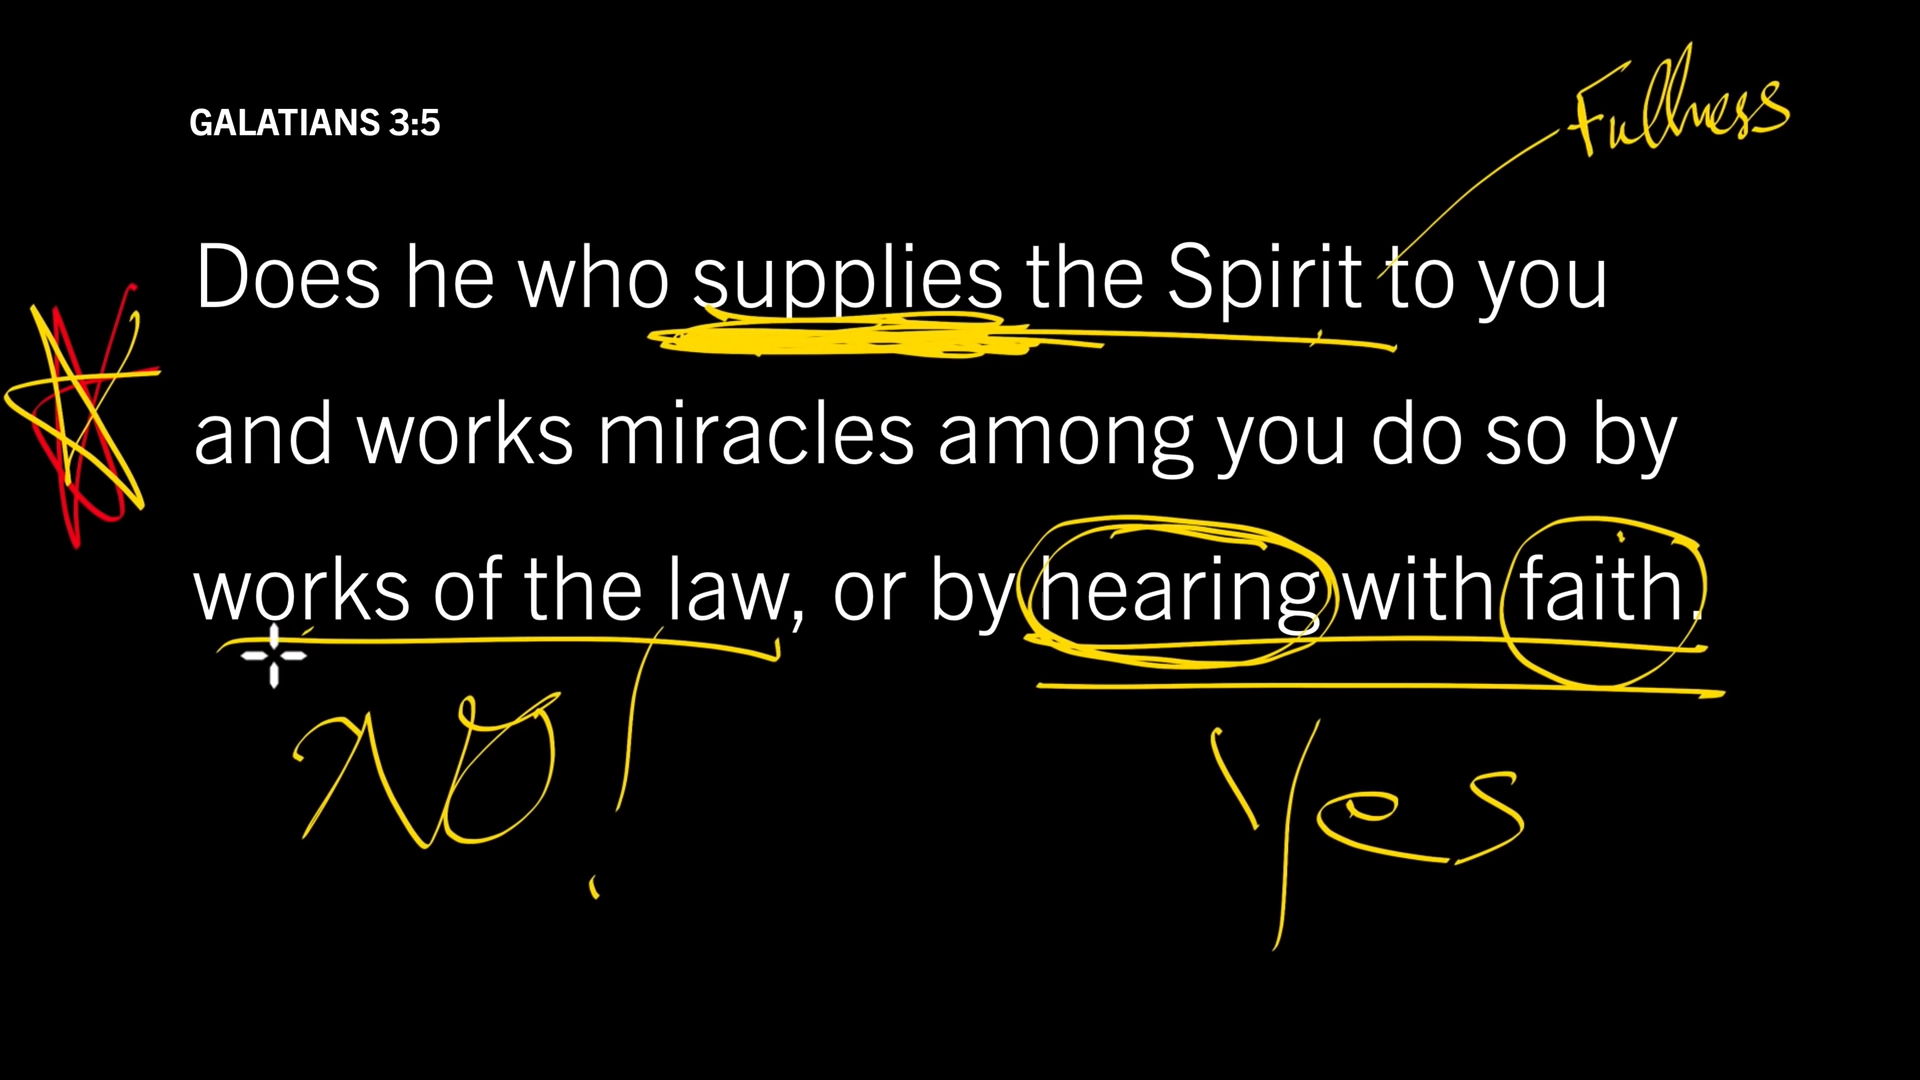 GALATIANS 3:5
Fullness
Does he who supplies the Spirit to you
and works miracles among you do so by
works of the law, or by hearing with faith.
NO!
Yes